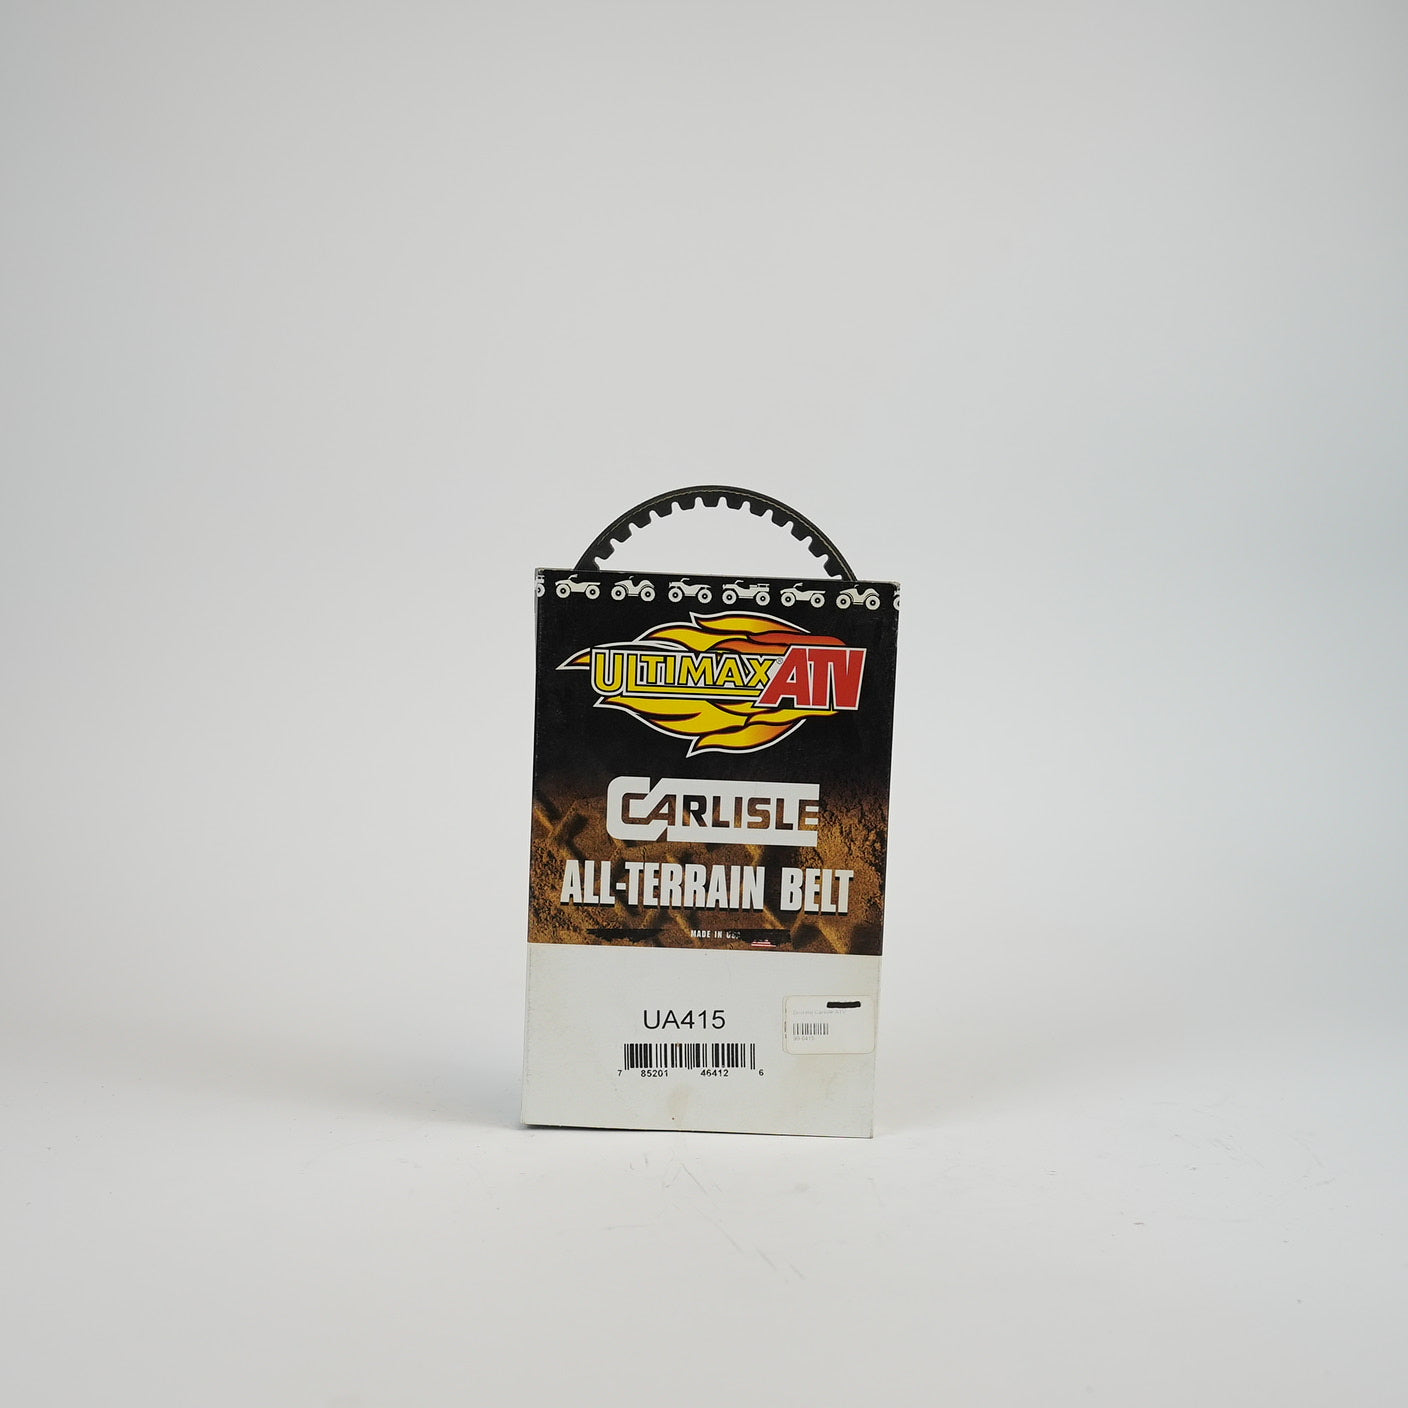 ULTIMAX® ATV
CARLISLE
ALL-TERRAIN BELT
MADE IN USA
UA415
7 85201 46412 6